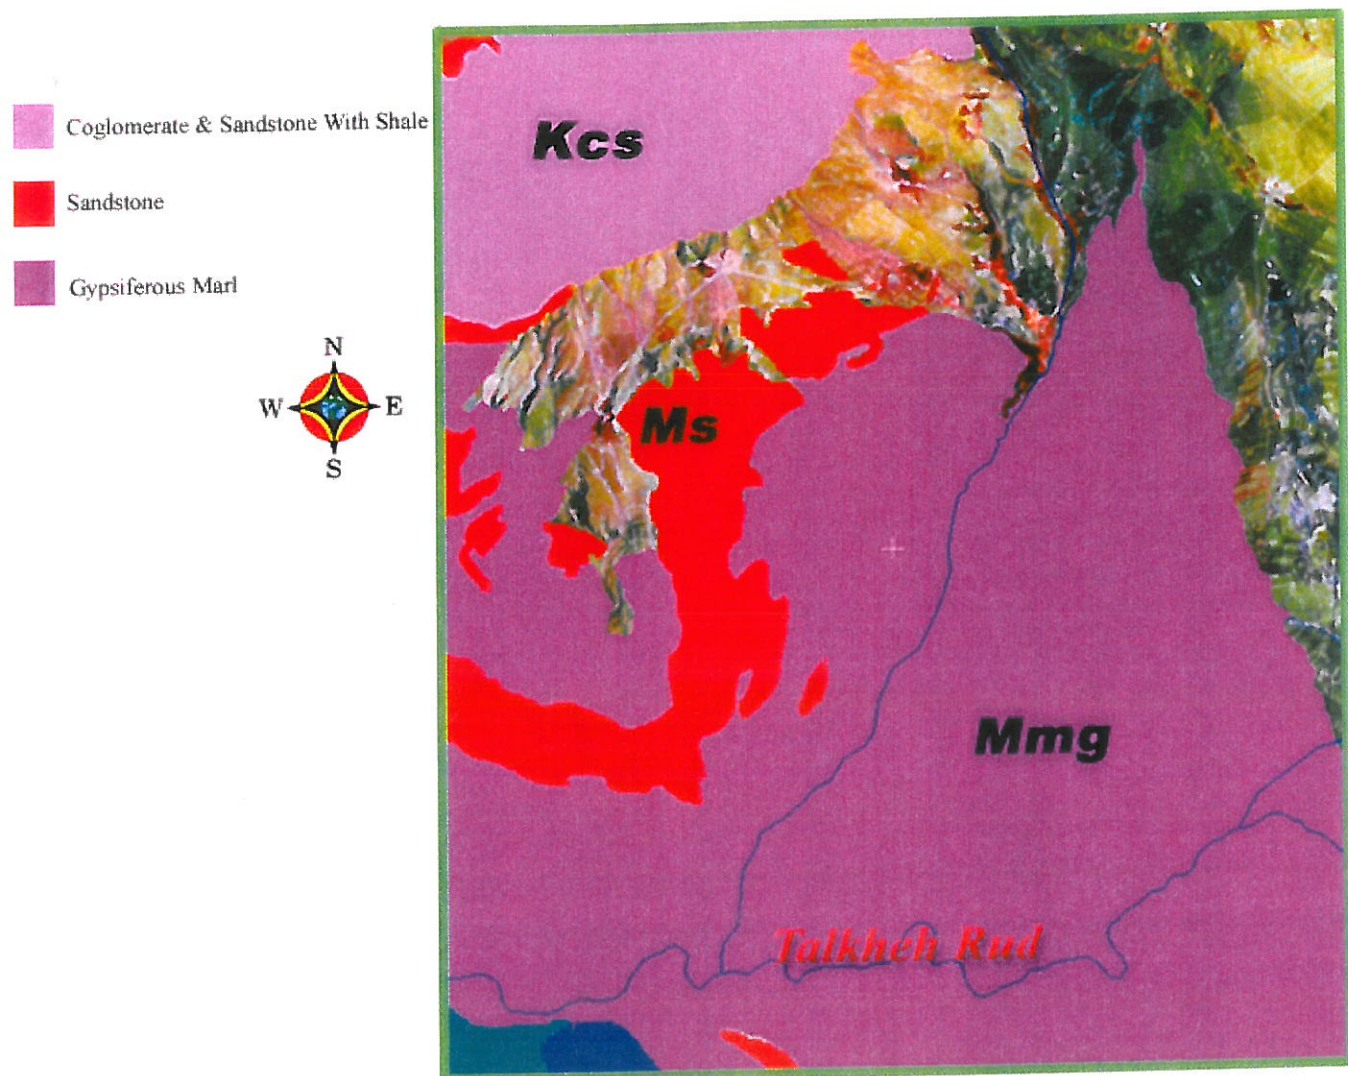 Coglomerate & Sandstone With Shale
Sandstone
Gypsiferous Marl
N
W
E
S
Kcs
Ms
Mmg
Talkheh Rud